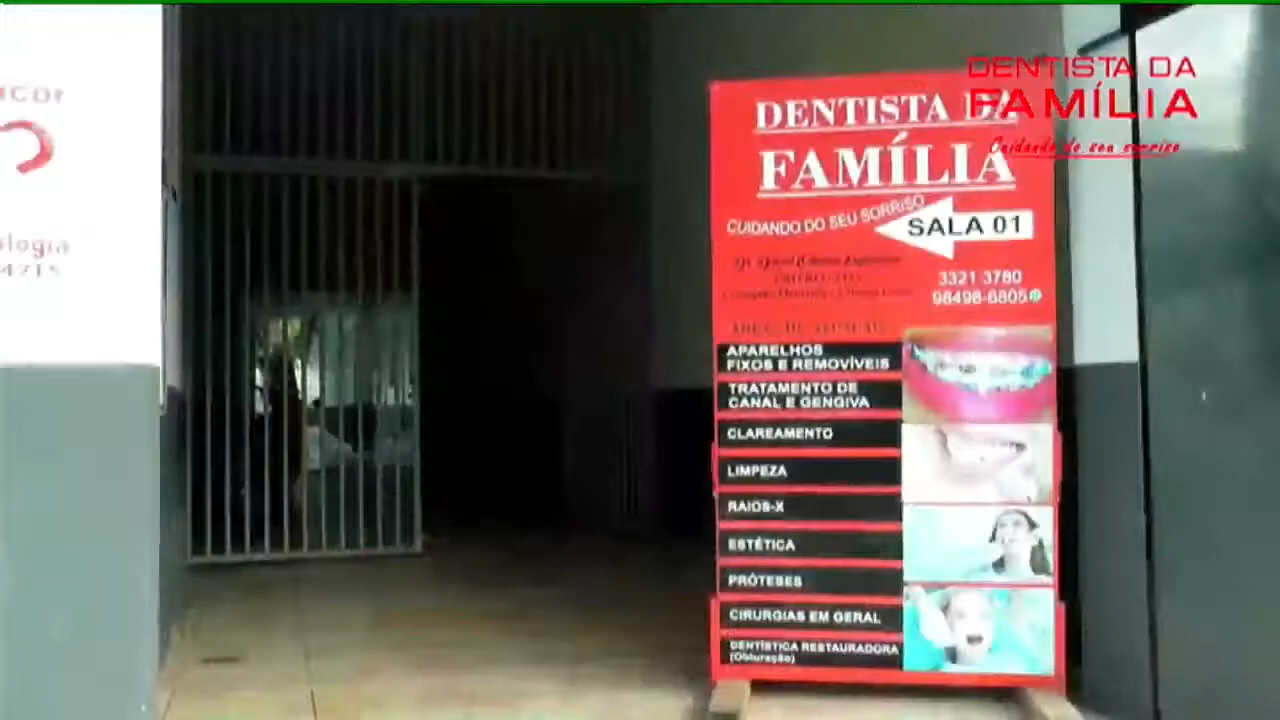 DENTISTA DA
FAMÍLIA
Cuidando do seu sorriso
DENTISTA DA
FAMÍLIA
CUIDANDO DO SEU SORRISO
SALA 01
3321 3780
98498-6805
APARELHOS
FIXOS E REMOVÍVEIS
TRATAMENTO DE
CANAL E GENGIVA
CLAREAMENTO
LIMPEZA
RAIOS-X
ESTÉTICA
PRÓTESES
CIRURGIAS EM GERAL
DENTÍSTICA RESTAURADORA
(Obturação)